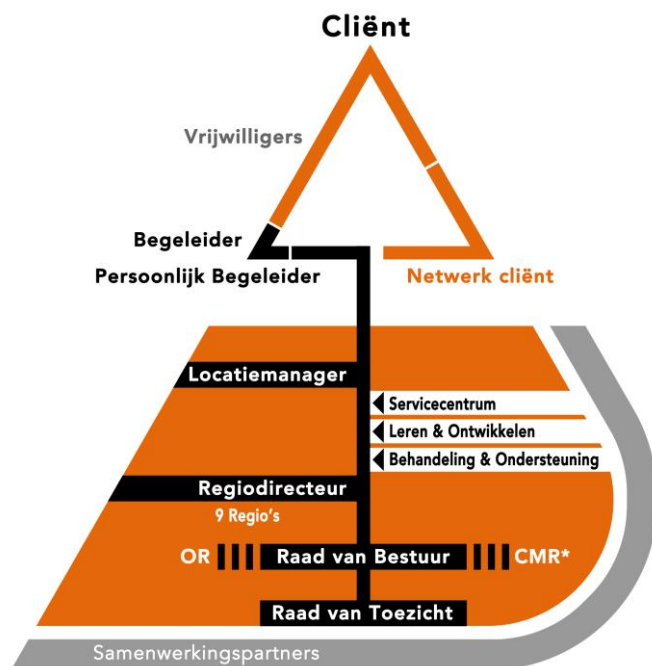 Cliënt
Vrijwilligers
Begeleider
Persoonlijk Begeleider
Netwerk cliënt
Locatiemanager
Servicecentrum
Leren & Ontwikkelen
Behandeling & Ondersteuning
Regiodirecteur
9 Regio's
OR
Raad van Bestuur
CMR*
Raad van Toezicht
Samenwerkingspartners